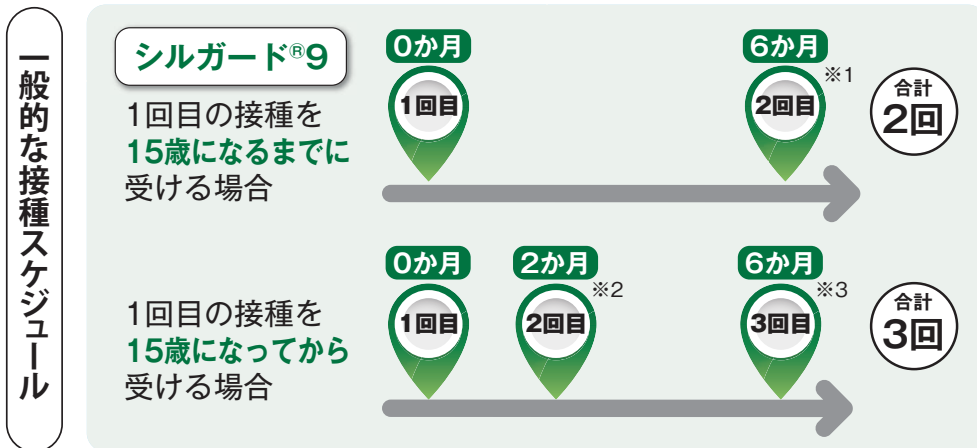 一般的な接種スケジュール
シルガード®9
1回目の接種を
15歳になるまでに
受ける場合
0か月
1回目
6か月
※1
2回目
合計
2回
1回目の接種を
15歳になってから
受ける場合
0か月
1回目
2か月
※2
2回目
6か月
※3
3回目
合計
3回